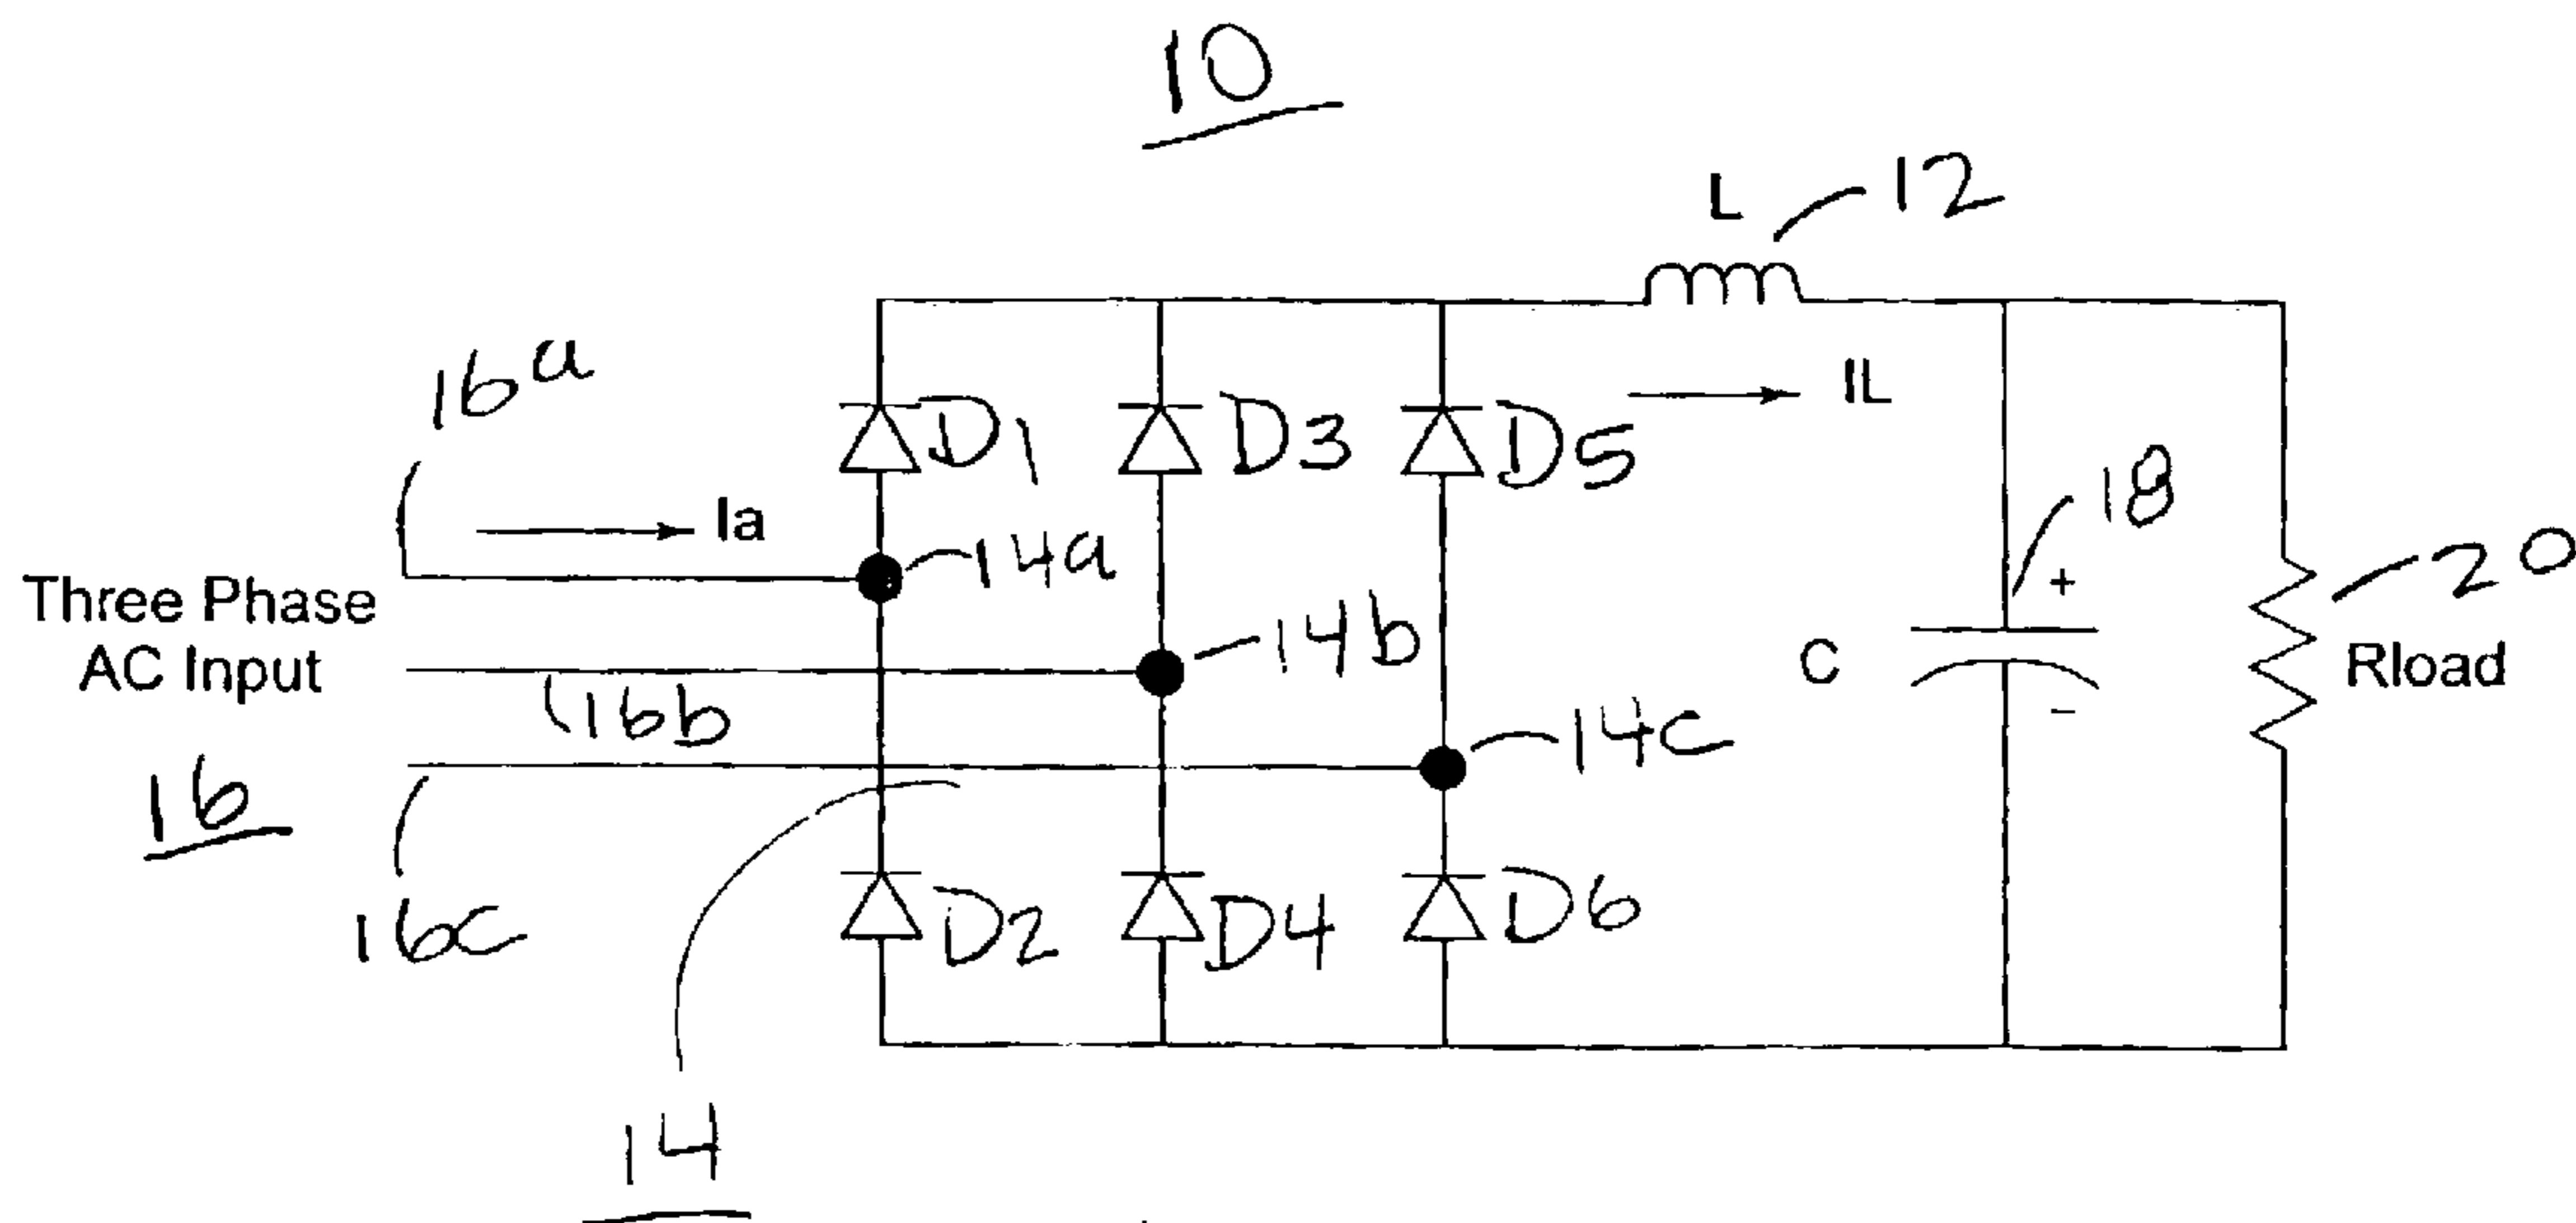 10
L
12
16a
IL
D1
D3
D5
18
Ia
14a
20
Three Phase
AC Input
14b
+
C
Rload
16b
14c
-
16
16c
D2
D4
D6
14